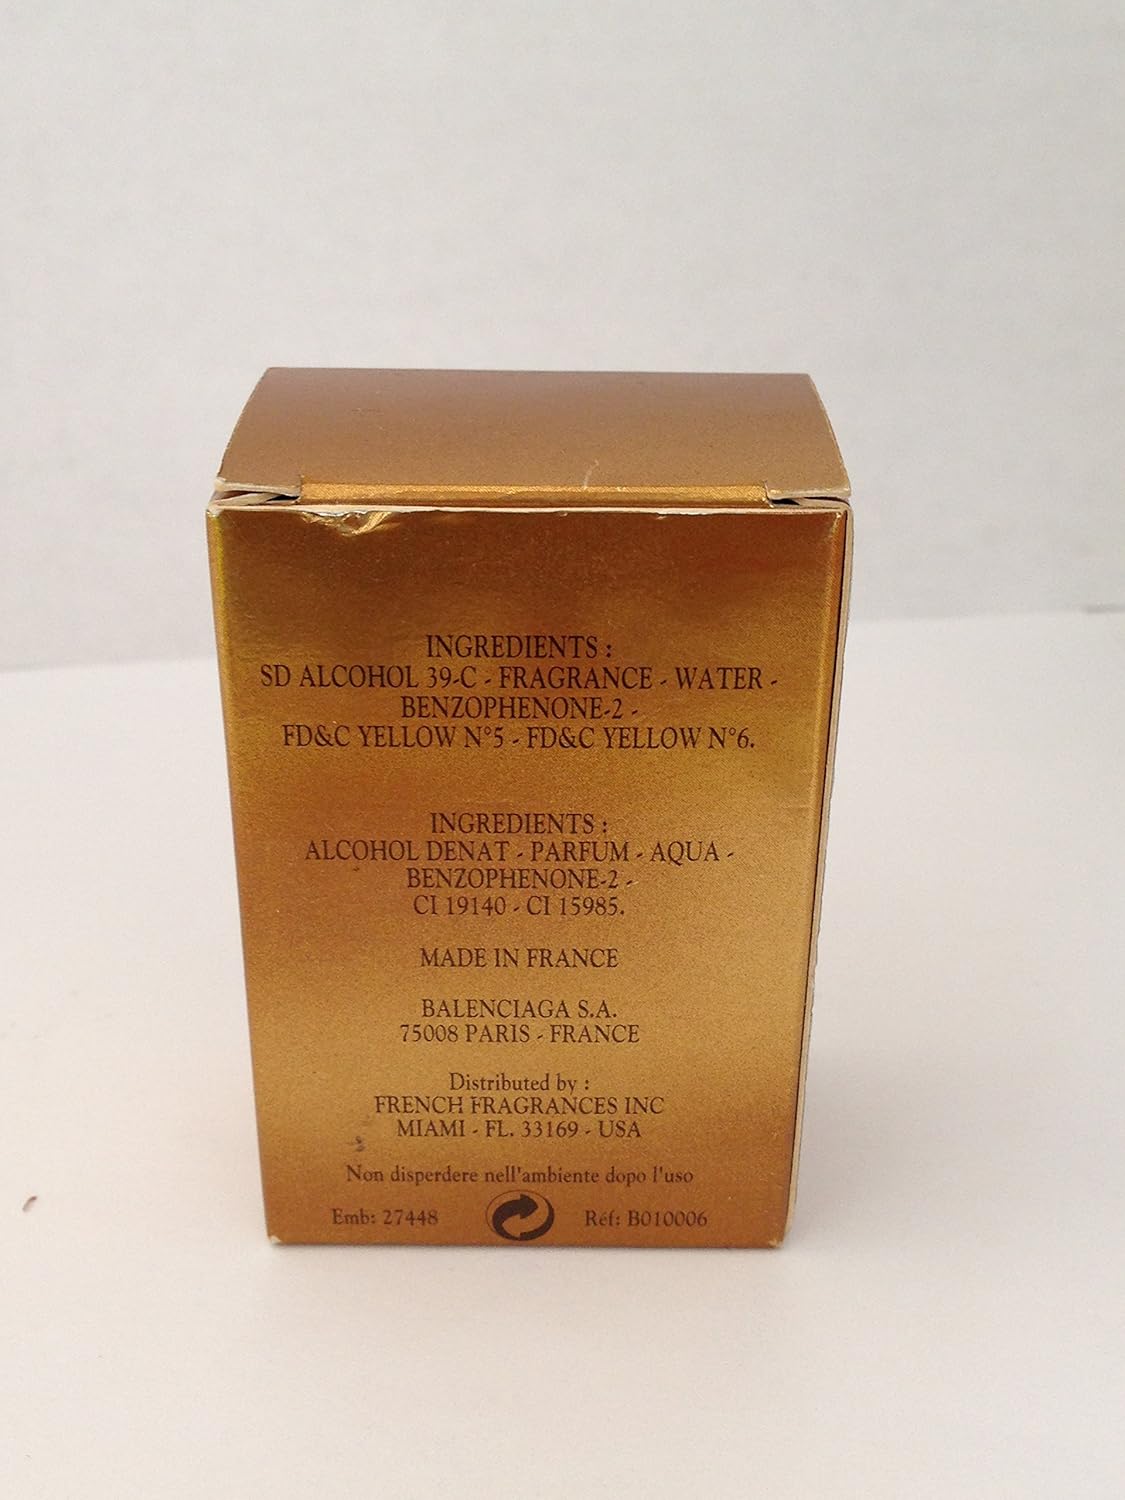 INGREDIENTS :
SD ALCOHOL 39-C - FRAGRANCE - WATER -
BENZOPHENONE-2 -
FD&C YELLOW N°5 - FD&C YELLOW N°6.
INGREDIENTS :
ALCOHOL DENAT - PARFUM - AQUA -
BENZOPHENONE-2 -
CI 19140 - CI 15985.
MADE IN FRANCE
BALENCIAGA S.A.
75008 PARIS - FRANCE
Distributed by :
FRENCH FRAGRANCES INC
MIAMI - FL. 33169 - USA
Non disperdere nell'ambiente dopo l'uso
Emb: 27448 Réf: B010006